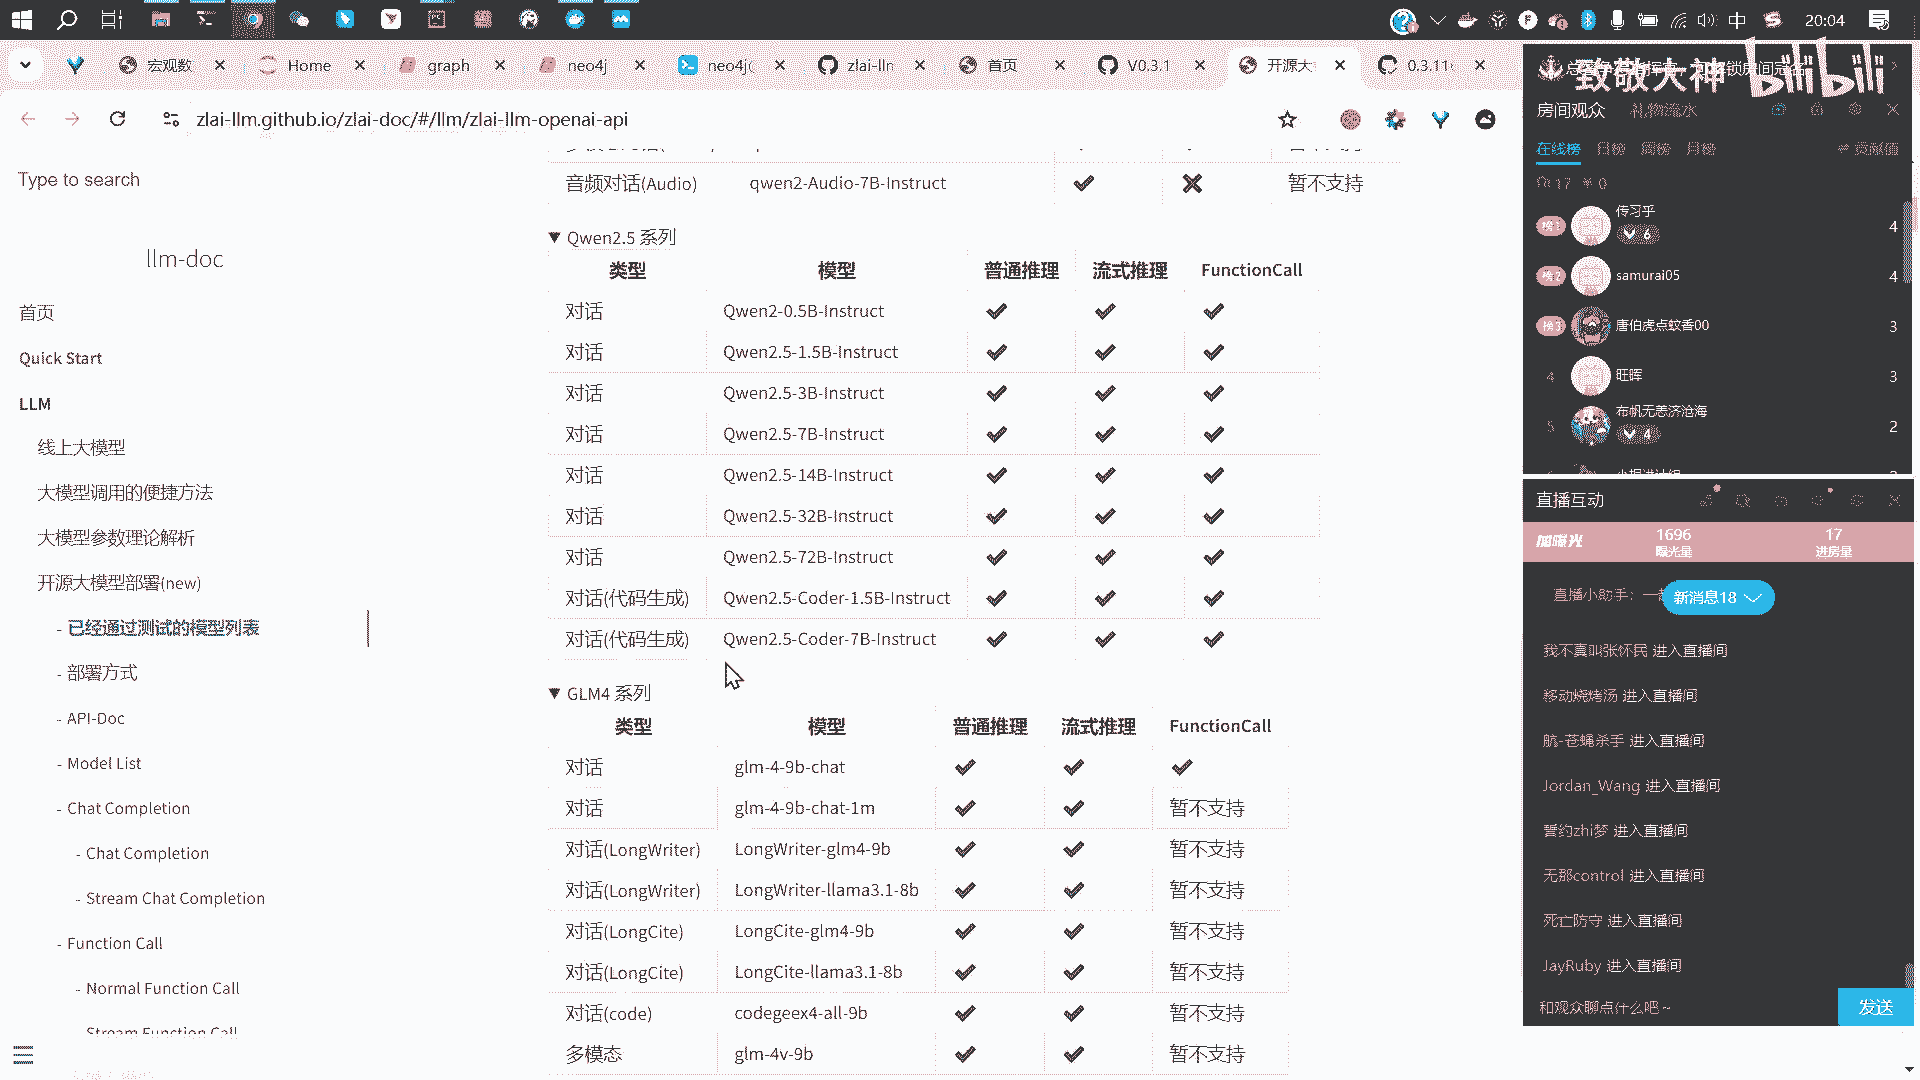 20:04
宏观数
Home
graph
neo4j
neo4j(
zlai-lln
首页
V0.3.1
开源大
0.3.11
zlai-llm.github.io/zlai-doc/#/llm/zlai-llm-openai-api
Type to search
llm-doc
首页
Quick Start
LLM
线上大模型
大模型调用的便捷方法
大模型参数理论解析
开源大模型部署(new)
- 已经通过测试的模型列表
- 部署方式
- API-Doc
- Model List
- Chat Completion
- Chat Completion
- Stream Chat Completion
- Function Call
- Normal Function Call
- Stream Function Call
音频对话(Audio) qwen2-Audio-7B-Instruct ✔ ✖ 暂不支持
▼ Qwen2.5 系列
类型 模型 普通推理 流式推理 FunctionCall
对话 Qwen2-0.5B-Instruct ✔ ✔ ✔
对话 Qwen2.5-1.5B-Instruct ✔ ✔ ✔
对话 Qwen2.5-3B-Instruct ✔ ✔ ✔
对话 Qwen2.5-7B-Instruct ✔ ✔ ✔
对话 Qwen2.5-14B-Instruct ✔ ✔ ✔
对话 Qwen2.5-32B-Instruct ✔ ✔ ✔
对话 Qwen2.5-72B-Instruct ✔ ✔ ✔
对话(代码生成) Qwen2.5-Coder-1.5B-Instruct ✔ ✔ ✔
对话(代码生成) Qwen2.5-Coder-7B-Instruct ✔ ✔ ✔
▼ GLM4 系列
类型 模型 普通推理 流式推理 FunctionCall
对话 glm-4-9b-chat ✔ ✔ ✔
对话 glm-4-9b-chat-1m ✔ ✔ 暂不支持
对话(LongWriter) LongWriter-glm4-9b ✔ ✔ 暂不支持
对话(LongWriter) LongWriter-llama3.1-8b ✔ ✔ 暂不支持
对话(LongCite) LongCite-glm4-9b ✔ ✔ 暂不支持
对话(LongCite) LongCite-llama3.1-8b ✔ ✔ 暂不支持
对话(code) codegeex4-all-9b ✔ ✔ 暂不支持
多模态 glm-4v-9b ✔ ✔ 暂不支持
致敬大神 bilibili
房间观众 礼物流水
在线榜 日榜 周榜 月榜 贡献值
17 ¥ 0
榜1 传习乎 4
6
榜2 samurai05 4
榜3 唐伯虎点蚊香00 3
4 旺晖 3
5 布帆无恙济沧海 2
4
直播互动
加曝光 1696 17
曝光量 进房量
直播小助手：一
新消息18
我不真叫张怀民 进入直播间
移动烧烤汤 进入直播间
航-苍蝇杀手 进入直播间
Jordan_Wang 进入直播间
誓约zhi梦 进入直播间
无那control 进入直播间
死亡防守 进入直播间
JayRuby 进入直播间
和观众聊点什么吧~
发送